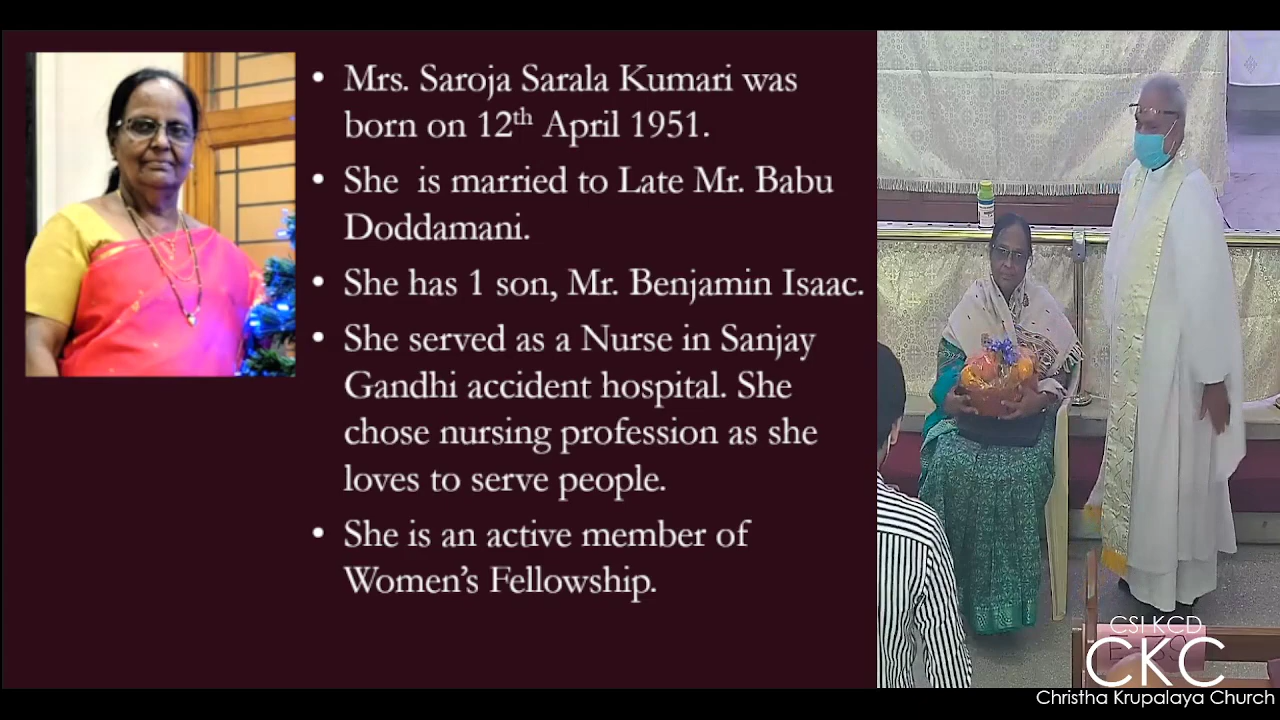 • Mrs. Saroja Sarala Kumari was
born on 12th April 1951.
• She is married to Late Mr. Babu
Doddamani.
• She has 1 son, Mr. Benjamin Isaac.
• She served as a Nurse in Sanjay
Gandhi accident hospital. She
chose nursing profession as she
loves to serve people.
• She is an active member of
Women's Fellowship.
CSI KCD
CKC
Christha Krupalaya Church